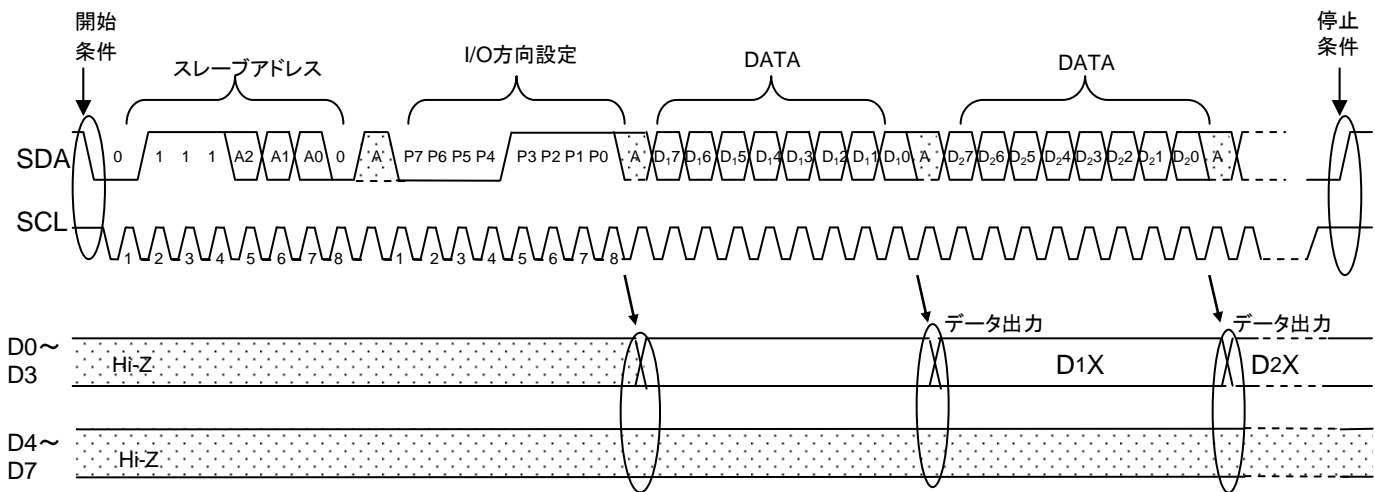 開始
条件
停止
条件
スレーブアドレス
I/O方向設定
DATA
DATA
SDA
0 1 1 1 A2 A1 A0 0 A P7 P6 P5 P4 P3 P2 P1 P0 A D₁7 D₁6 D₁5 D₁4 D₁3 D₁2 D₁1 D₁0 A D₂7 D₂6 D₂5 D₂4 D₂3 D₂2 D₂1 D₂0 A
SCL
1 2 3 4 5 6 7 8 1 2 3 4 5 6 7 8
データ出力
データ出力
D0～
D3
Hi-Z
D1X
D2X
D4～
D7
Hi-Z